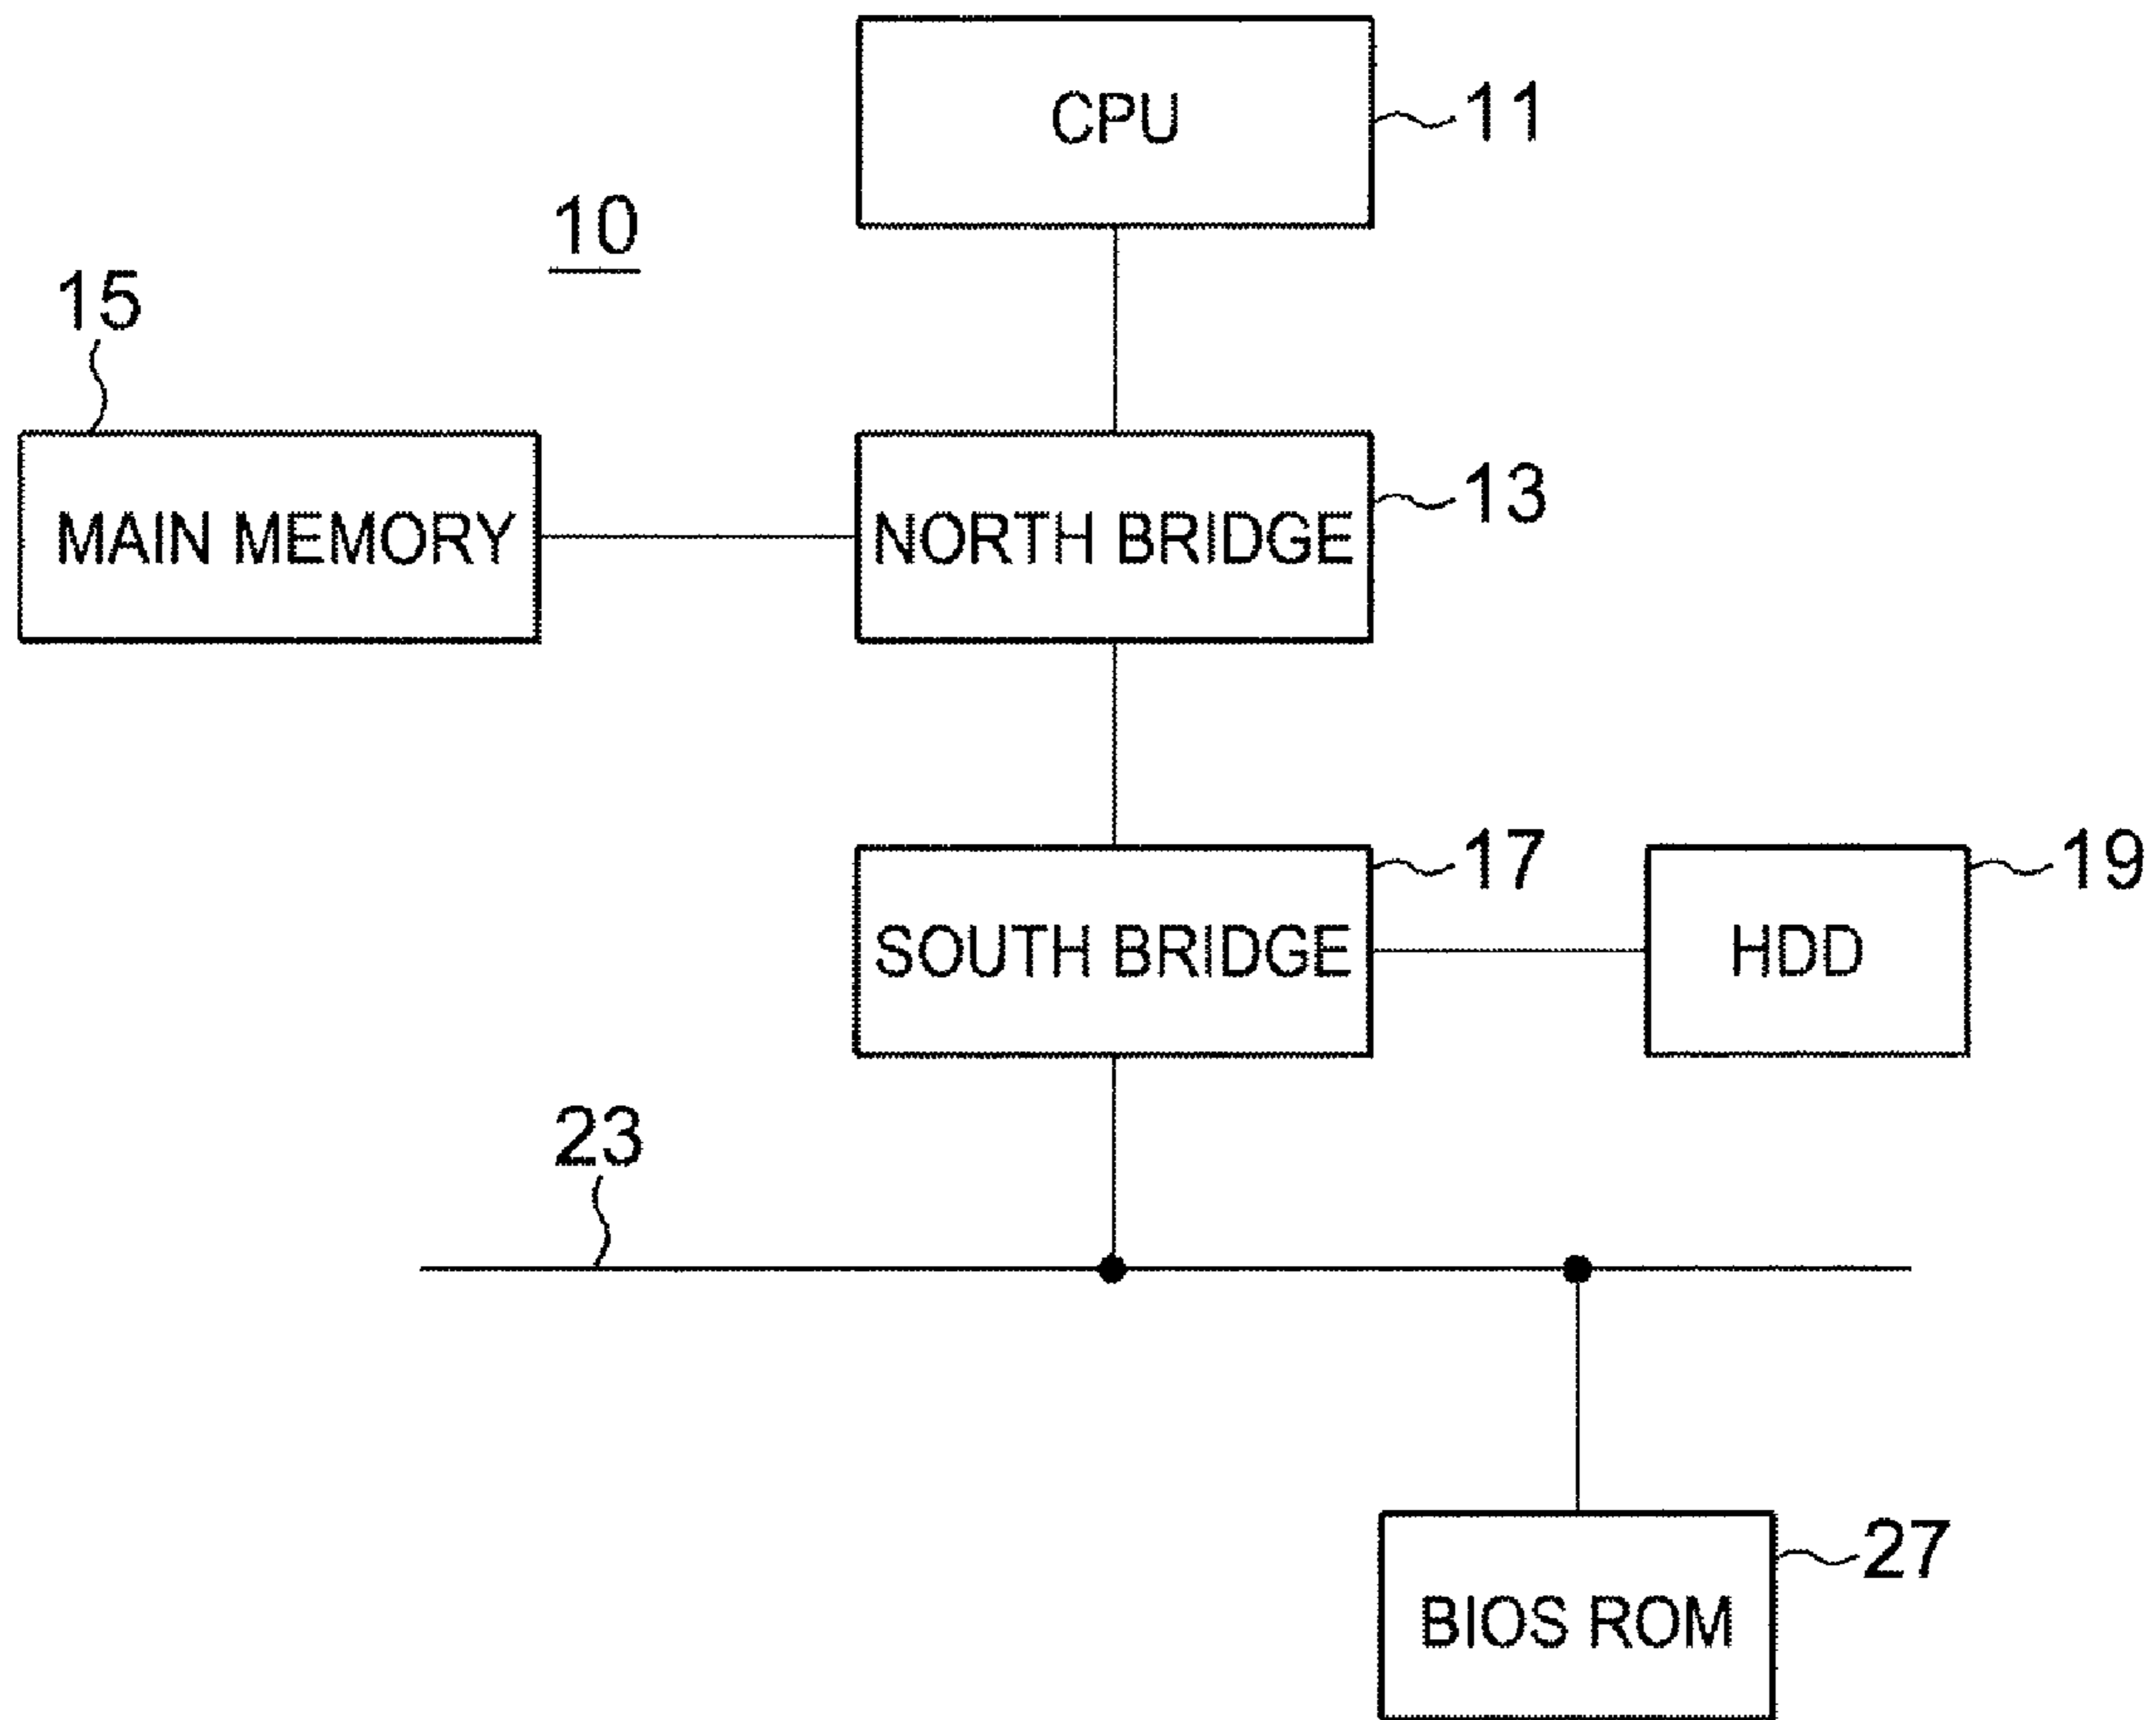 CPU
11
10
15
MAIN MEMORY
NORTH BRIDGE
13
17
19
SOUTH BRIDGE
HDD
23
27
BIOS ROM